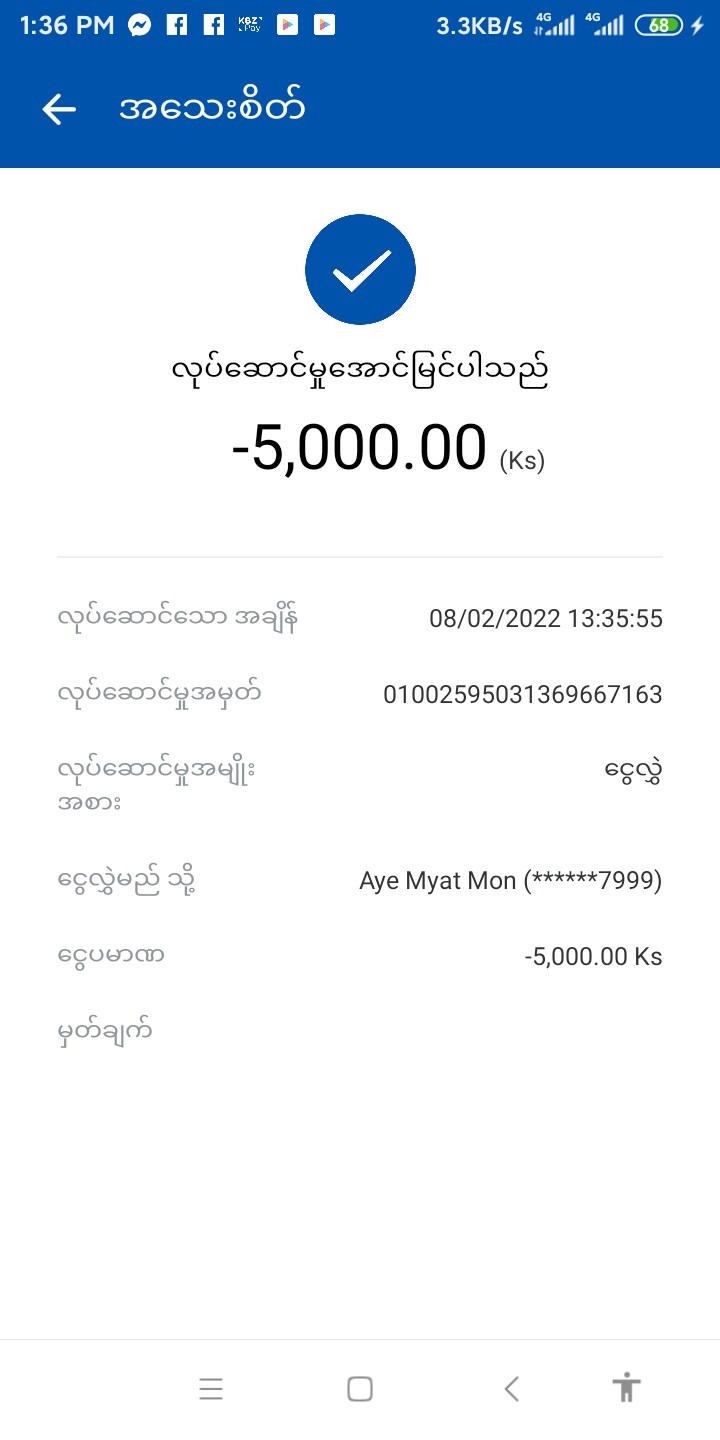 1:36 PM KBZ Pay 3.3KB/s 4G 4G 68
အသေးစိတ်
လုပ်ဆောင်မှုအောင်မြင်ပါသည်
-5,000.00 (Ks)
လုပ်ဆောင်သော အချိန် 08/02/2022 13:35:55
လုပ်ဆောင်မှုအမှတ် 01002595031369667163
လုပ်ဆောင်မှုအမျိုး ငွေလွှဲ
အစား
ငွေလွှဲမည် သို့ Aye Myat Mon (******7999)
ငွေပမာဏ -5,000.00 Ks
မှတ်ချက်